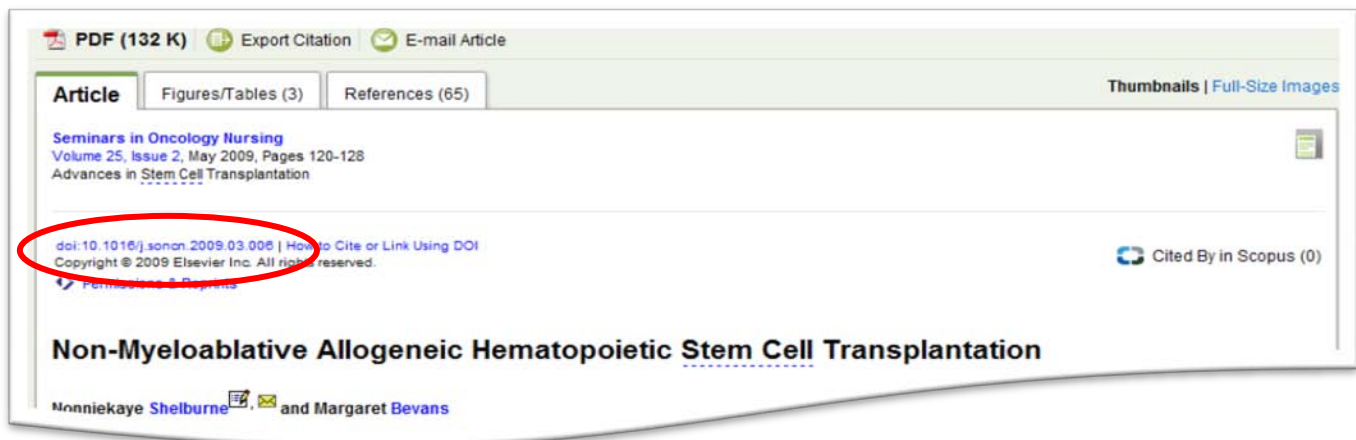 PDF (132 K) Export Citation E-mail Article
Article Figures/Tables (3) References (65) Thumbnails | Full-Size Images
Seminars in Oncology Nursing
Volume 25, Issue 2, May 2009, Pages 120-128
Advances in Stem Cell Transplantation
doi:10.1016/j.soncn.2009.03.006 | How to Cite or Link Using DOI
Copyright © 2009 Elsevier Inc. All rights reserved.
Cited By in Scopus (0)
Permissions & Reprints
Non-Myeloablative Allogeneic Hematopoietic Stem Cell Transplantation
Nonniekaye Shelburne, and Margaret Bevans